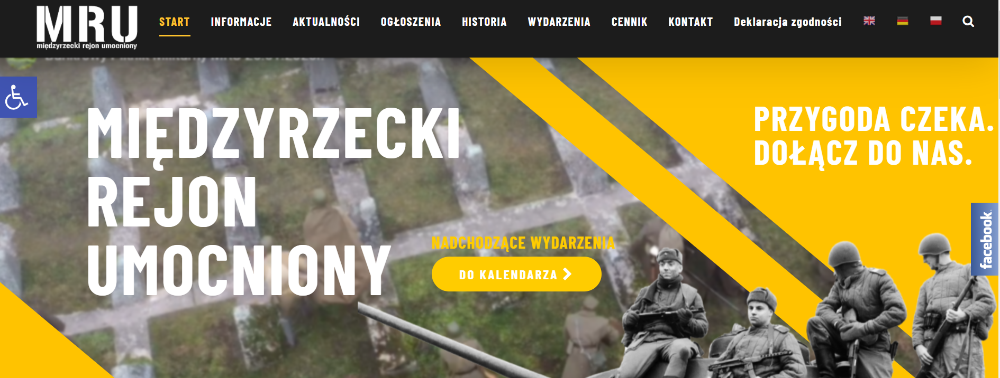 MRU
międzyrzecki rejon umocniony
START INFORMACJE AKTUALNOŚCI OGŁOSZENIA HISTORIA WYDARZENIA CENNIK KONTAKT Deklaracja zgodności
MIĘDZYRZECKI
REJON
UMOCNIONY
PRZYGODA CZEKA.
DOŁĄCZ DO NAS.
NADCHODZĄCE WYDARZENIA
DO KALENDARZA
facebook